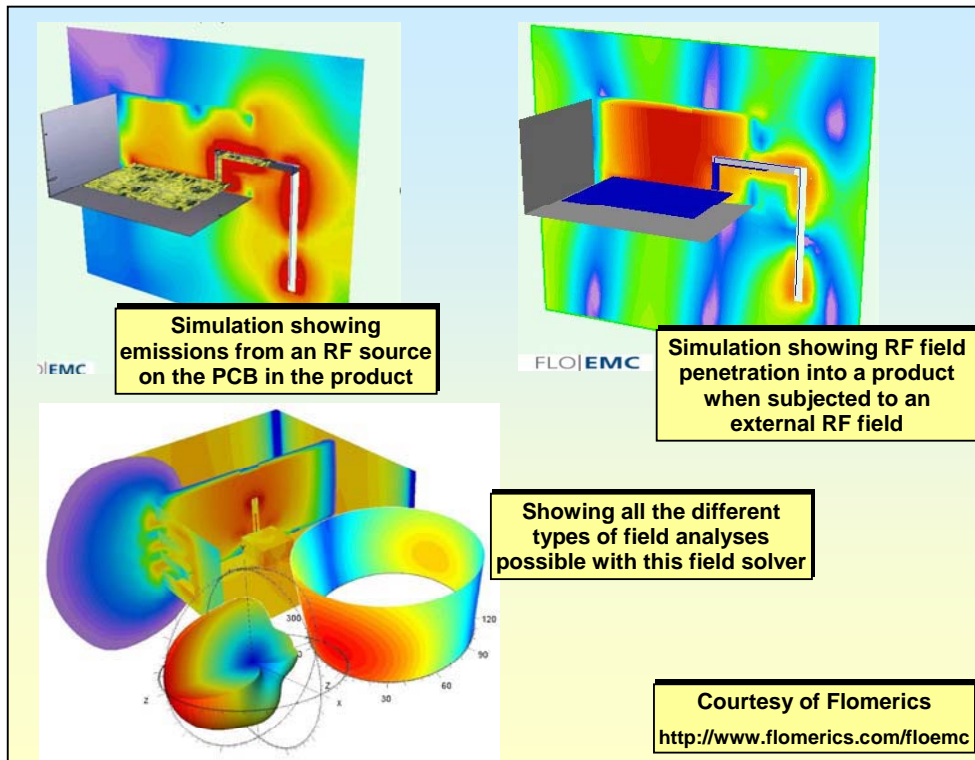 Simulation showing
emissions from an RF source
on the PCB in the product
FLO|EMC
Simulation showing RF field
penetration into a product
when subjected to an
external RF field
Showing all the different
types of field analyses
possible with this field solver
300
0
120
90
60
30
Z
X
Z
Courtesy of Flomerics
http://www.flomerics.com/floemc